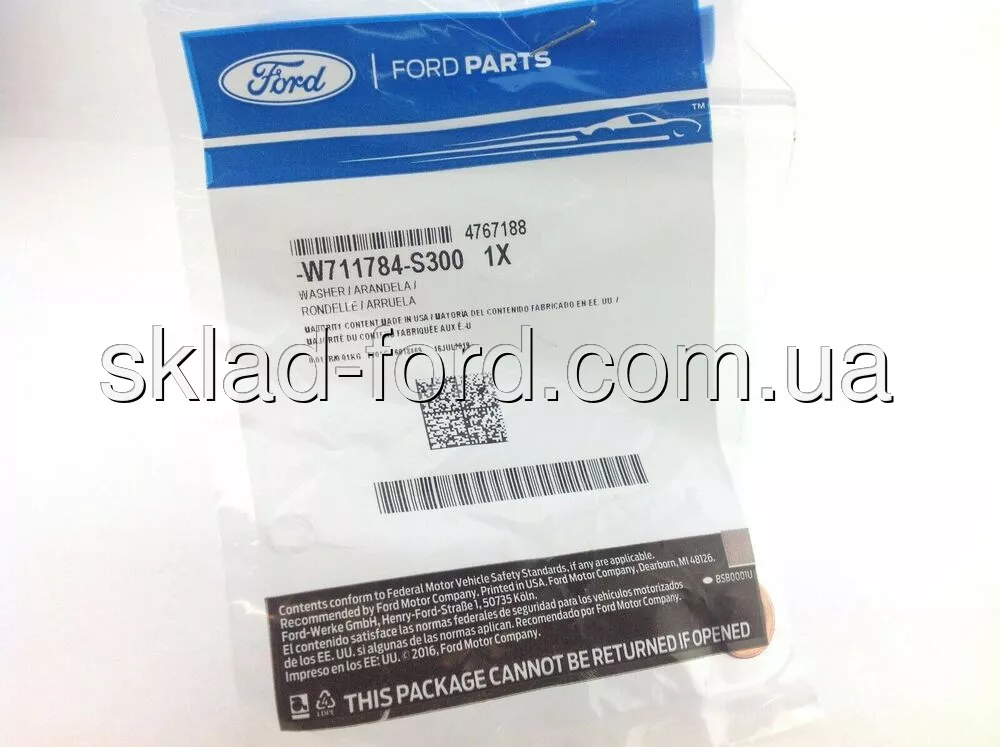 Ford
FORD PARTS
TM
4767188
-W711784-S300 1X
WASHER / ARANDELA /
RONDELLE / ARRUELA
MAJORITY CONTENT MADE IN USA / MAYORIA DEL CONTENIDO FABRICADO EN EE. UU. /
MAJORITÉ DU CONTENU FABRIQUÉE AUX É.-U
16JUL2019
sklad-ford.com.ua
Contents conform to Federal Motor Vehicle Safety Standards, if any are applicable.
Recommended by Ford Motor Company. Printed in USA. Ford Motor Company, Dearborn, MI 48126.
Ford-Werke GmbH, Henry-Ford-Straße 1, 50735 Köln.
El contenido satisface las normas federales de seguridad para los vehículos motorizados
de los EE. UU. si algunas de las normas aplican. Recomendado por Ford Motor Company.
Impreso en los EE: UU. © 2016, Ford Motor Company.
BSB0001U
4
LDPE
THIS PACKAGE CANNOT BE RETURNED IF OPENED